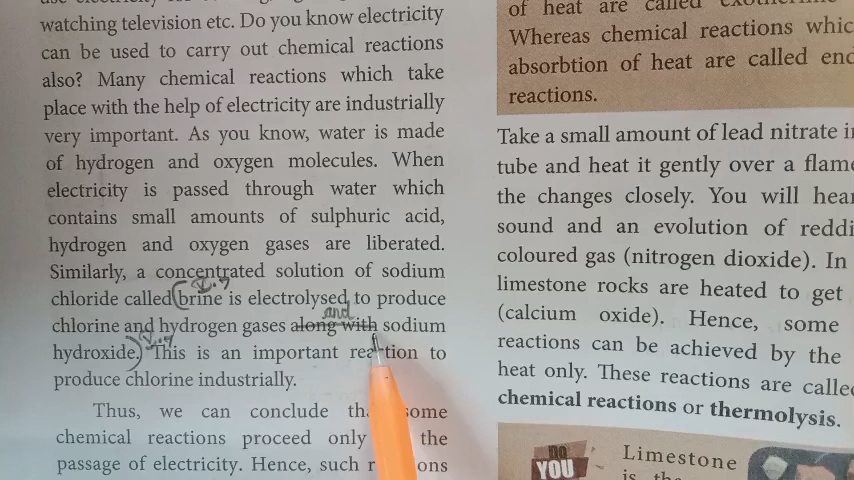 watching television etc. Do you know electricity
can be used to carry out chemical reactions
also? Many chemical reactions which take
place with the help of electricity are industrially
very important. As you know, water is made
of hydrogen and oxygen molecules. When
electricity is passed through water which
contains small amounts of sulphuric acid,
hydrogen and oxygen gases are liberated.
Similarly, a concentrated solution of sodium
chloride called (brine is electrolysed to produce
and
chlorine and hydrogen gases along with sodium
hydroxide.) This is an important reaction to
produce chlorine industrially.
Thus, we can conclude some
chemical reactions proceed only the
passage of electricity. Hence, such
of heat are called
Whereas chemical reactions
absorbtion of heat are called
reactions.
Take a small amount of lead nitrate
tube and heat it gently over a
the changes closely. You will
sound and an evolution of
coloured gas (nitrogen dioxide). In
limestone rocks are heated to get
(calcium oxide). Hence, some
reactions can be achieved by the
heat only. These reactions are
chemical reactions or thermolysis.
DO
YOU
Limestone
is